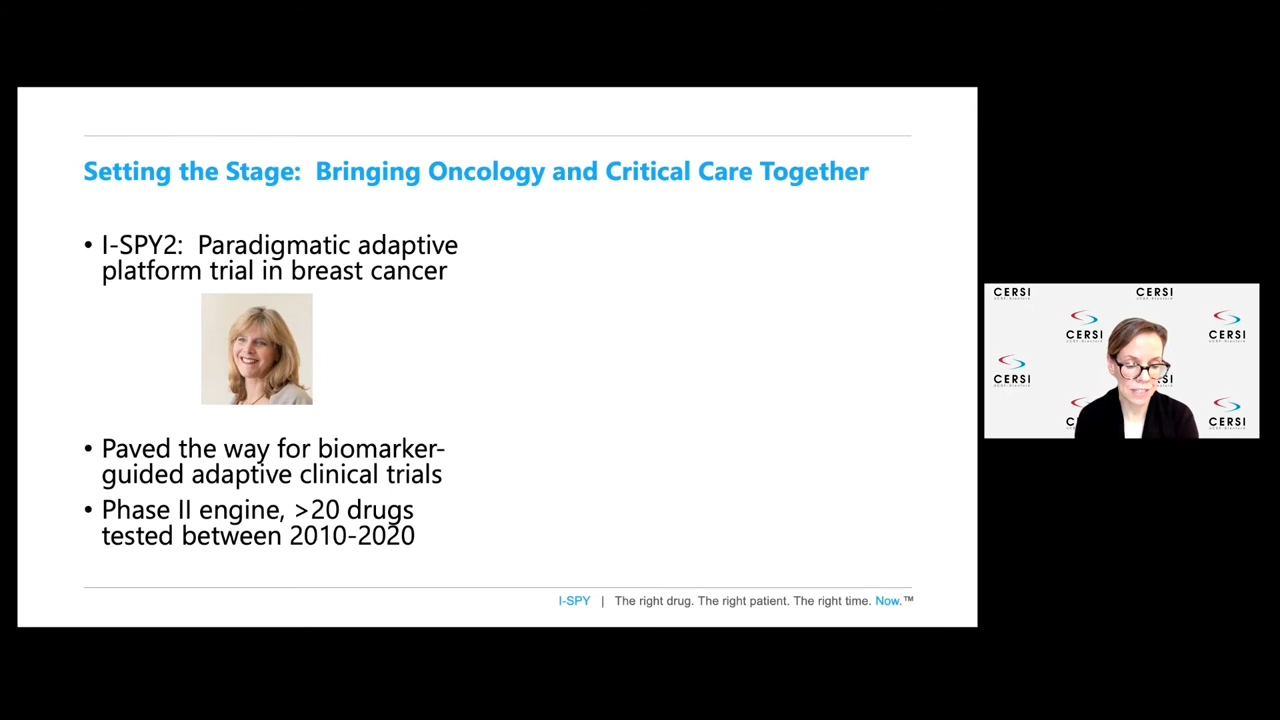 Setting the Stage:  Bringing Oncology and Critical Care Together
• I-SPY2:  Paradigmatic adaptive
platform trial in breast cancer
• Paved the way for biomarker-
guided adaptive clinical trials
• Phase II engine, >20 drugs
tested between 2010-2020
I-SPY | The right drug. The right patient. The right time. Now.™
CERSI
CERSI
CERSI
CERSI
CERSI
CERSI
CERSI